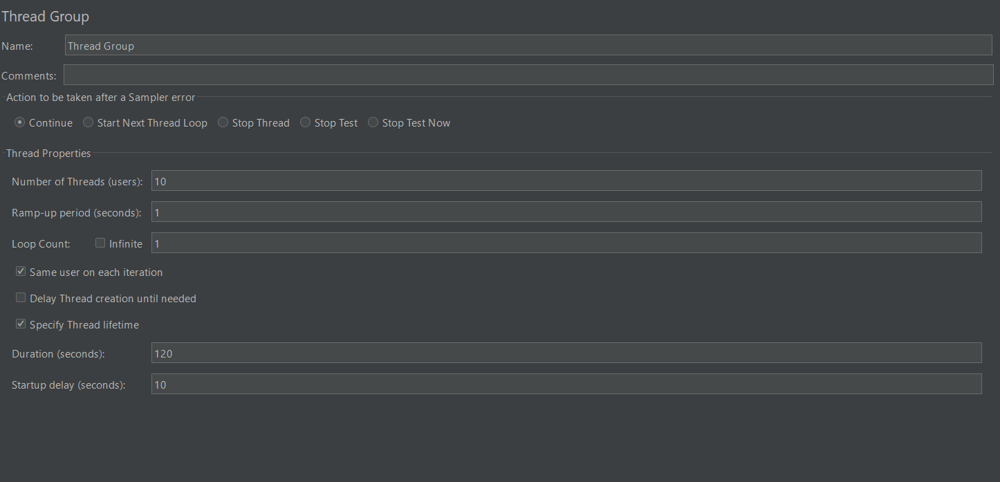 Thread Group
Name: Thread Group
Comments:
Action to be taken after a Sampler error
Continue Start Next Thread Loop Stop Thread Stop Test Stop Test Now
Thread Properties
Number of Threads (users): 10
Ramp-up period (seconds): 1
Loop Count: Infinite 1
Same user on each iteration
Delay Thread creation until needed
Specify Thread lifetime
Duration (seconds): 120
Startup delay (seconds): 10